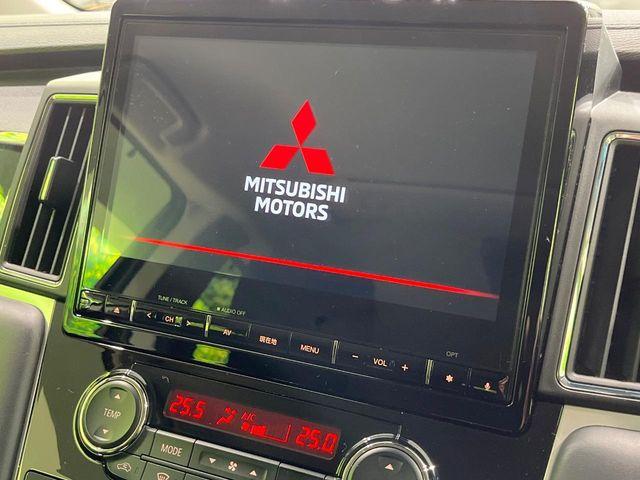 MITSUBISHI
MOTORS
TUNE / TRACK
AUDIO OFF
OPT
< CH >
AV
現在地
MENU
− VOL +
TEMP
25.5
A/C
25.0
MODE